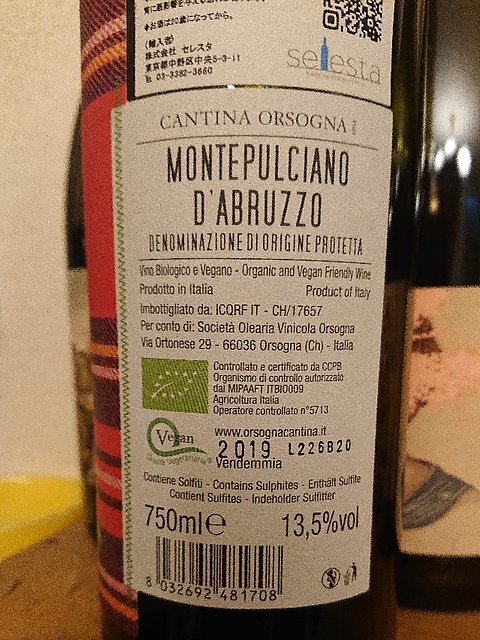 ◆お酒は20歳になってから。
〈輸入者〉
株式会社 セレスタ
東京都中野区中央5-3-11
℡ 03-3382-3660
selesta
CANTINA ORSOGNA
MONTEPULCIANO
D'ABRUZZO
DENOMINAZIONE DI ORIGINE PROTETTA
Vino Biologico e Vegano - Organic and Vegan Friendly Wine
Prodotto in Italia Product of Italy
Imbottigliato da: ICQRF IT - CH/17657
Per conto di: Società Olearia Vinicola Orsogna
Via Ortonese 29 - 66036 Orsogna (Ch) - Italia
Controllato e certificato da CCPB
Organismo di controllo autorizzato
dal MIPAAFT ITBIO009
Agricoltura Italia
Operatore controllato n°5713
Vegan
www.orsognacantina.it
2019 L226B20
Vendemmia
Contiene Solfiti - Contains Sulphites - Enthält Sulfite
Contient Sulfites - Indeholder Sulfitter
750ml e 13,5%vol
8 032692 481708